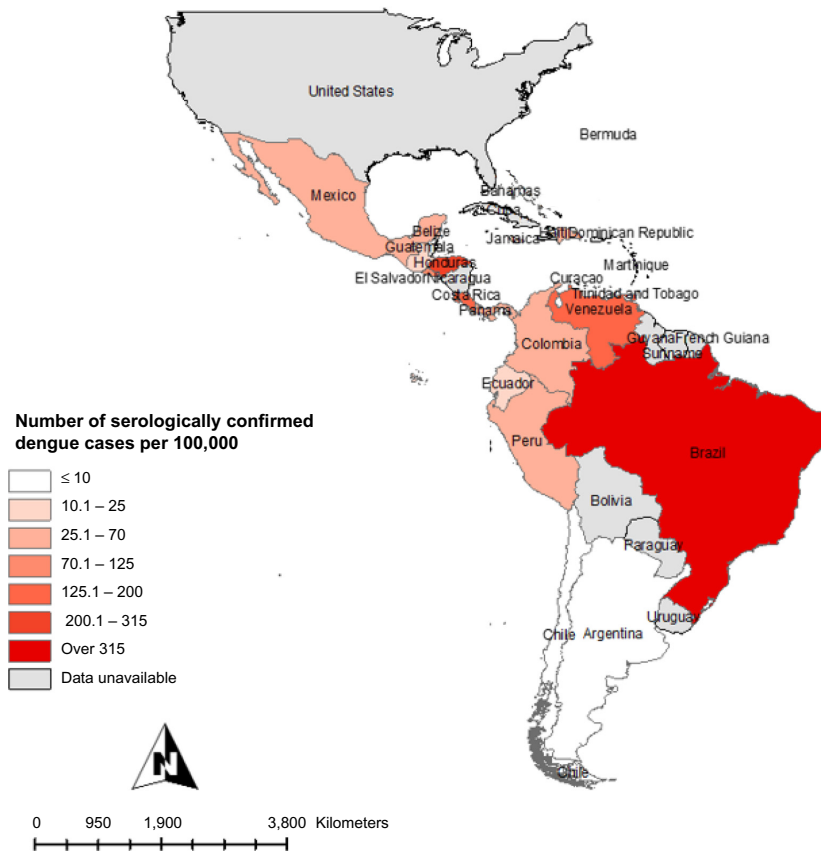 United States
Bermuda
Mexico
Bahamas
Cuba
Belize
Jamaica
Haiti
Dominican Republic
Guatemala
Honduras
Martinique
El Salvador
Nicaragua
Curaçao
Costa Rica
Trinidad and Tobago
Panama
Venezuela
Colombia
Guyana
French Guiana
Suriname
Ecuador
Number of serologically confirmed
dengue cases per 100,000
Peru
Brazil
≤ 10
10.1 – 25
Bolivia
25.1 – 70
Paraguay
70.1 – 125
125.1 – 200
200.1 – 315
Uruguay
Chile
Argentina
Over 315
Data unavailable
N
Chile
0 950 1,900 3,800 Kilometers